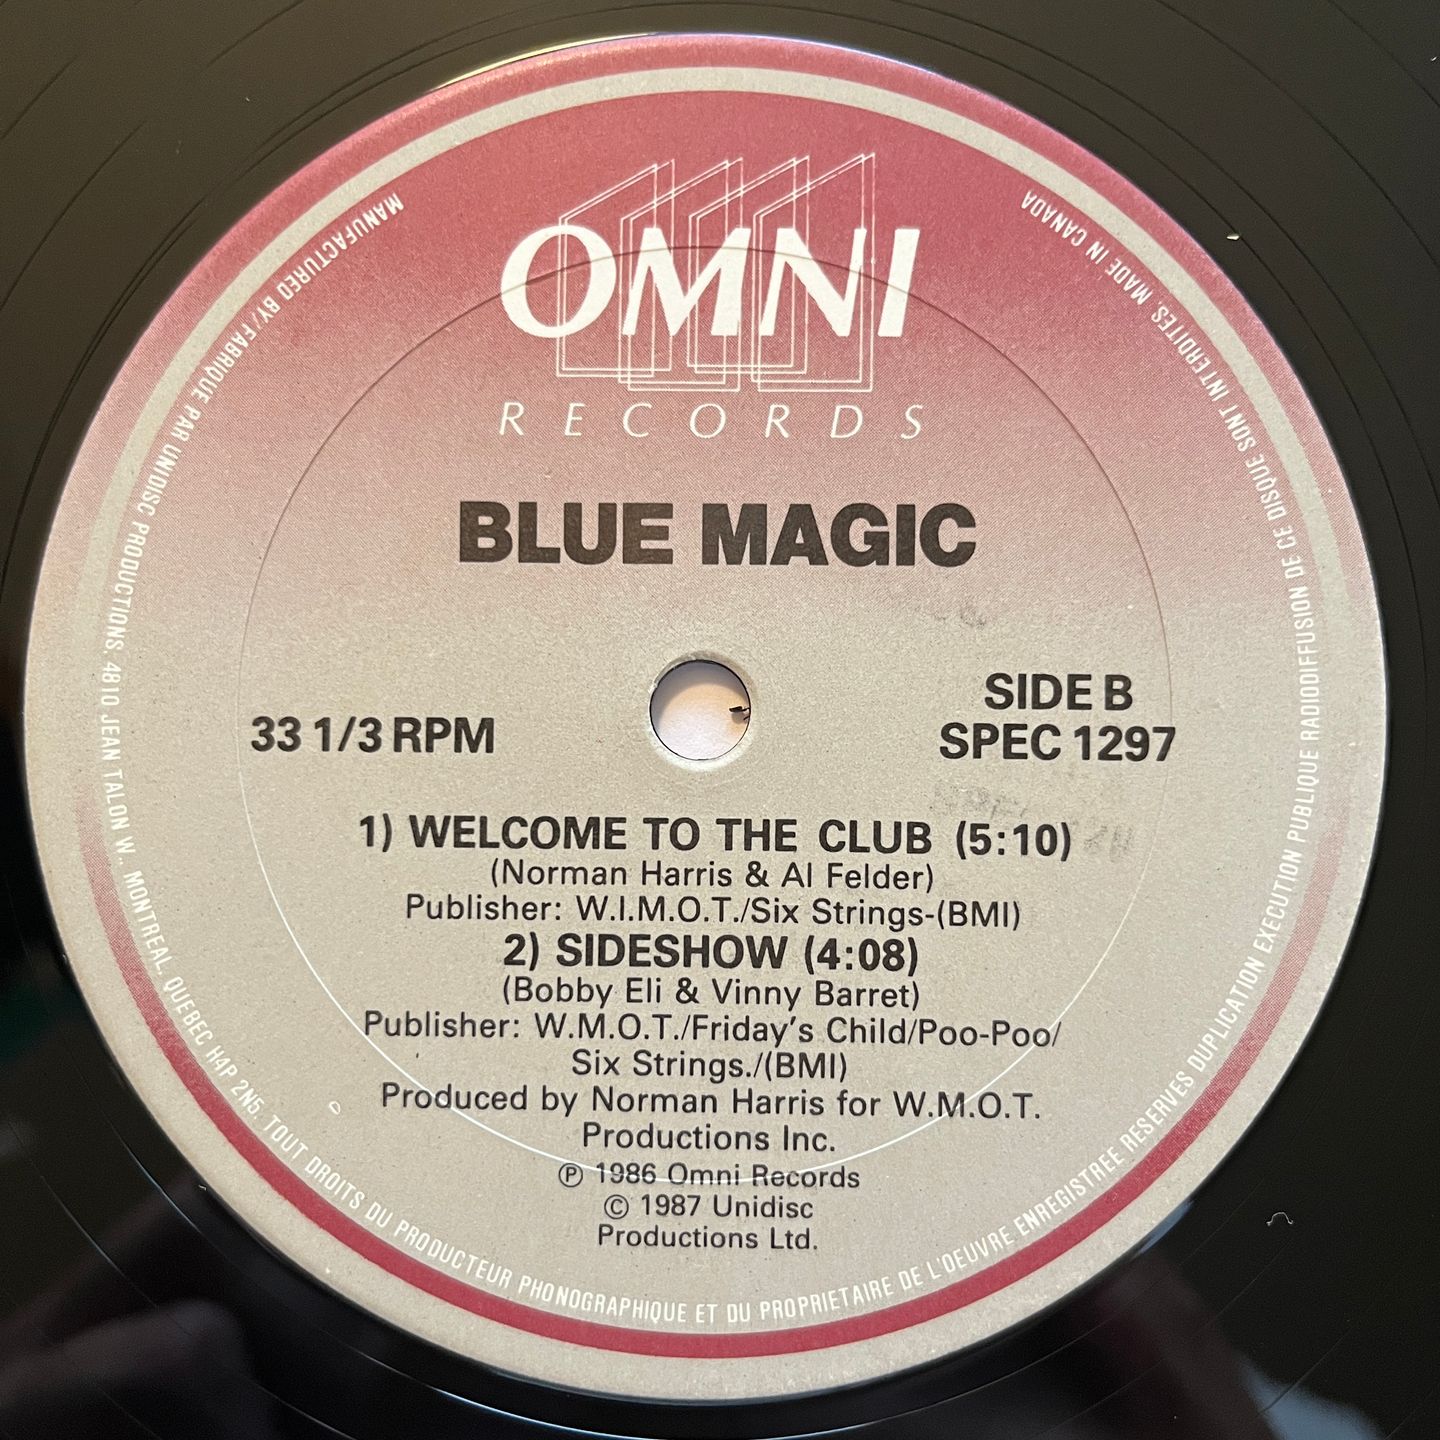 OMNI
RECORDS
BLUE MAGIC
33 1/3 RPM
SIDE B
SPEC 1297
1) WELCOME TO THE CLUB (5:10)
(Norman Harris & Al Felder)
Publisher: W.I.M.O.T./Six Strings-(BMI)
2) SIDESHOW (4:08)
(Bobby Eli & Vinny Barret)
Publisher: W.M.O.T./Friday's Child/Poo-Poo/
Six Strings./(BMI)
Produced by Norman Harris for W.M.O.T.
Productions Inc.
℗ 1986 Omni Records
© 1987 Unidisc
Productions Ltd.
MANUFACTURED BY/FABRIQUE PAR UNIDISC PRODUCTIONS, 4810 JEAN TALON W., MONTREAL, QUEBEC H4P 2N5. TOUT DROITS DU PRODUCTEUR PHONOGRAPHIQUE ET DU PROPRIETAIRE DE L'OEUVRE ENREGISTREE RESERVES DUPLICATION EXECUTION PUBLIQUE RADIODIFFUSION DE CE DISQUE SONT INTERDITES. MADE IN CANADA